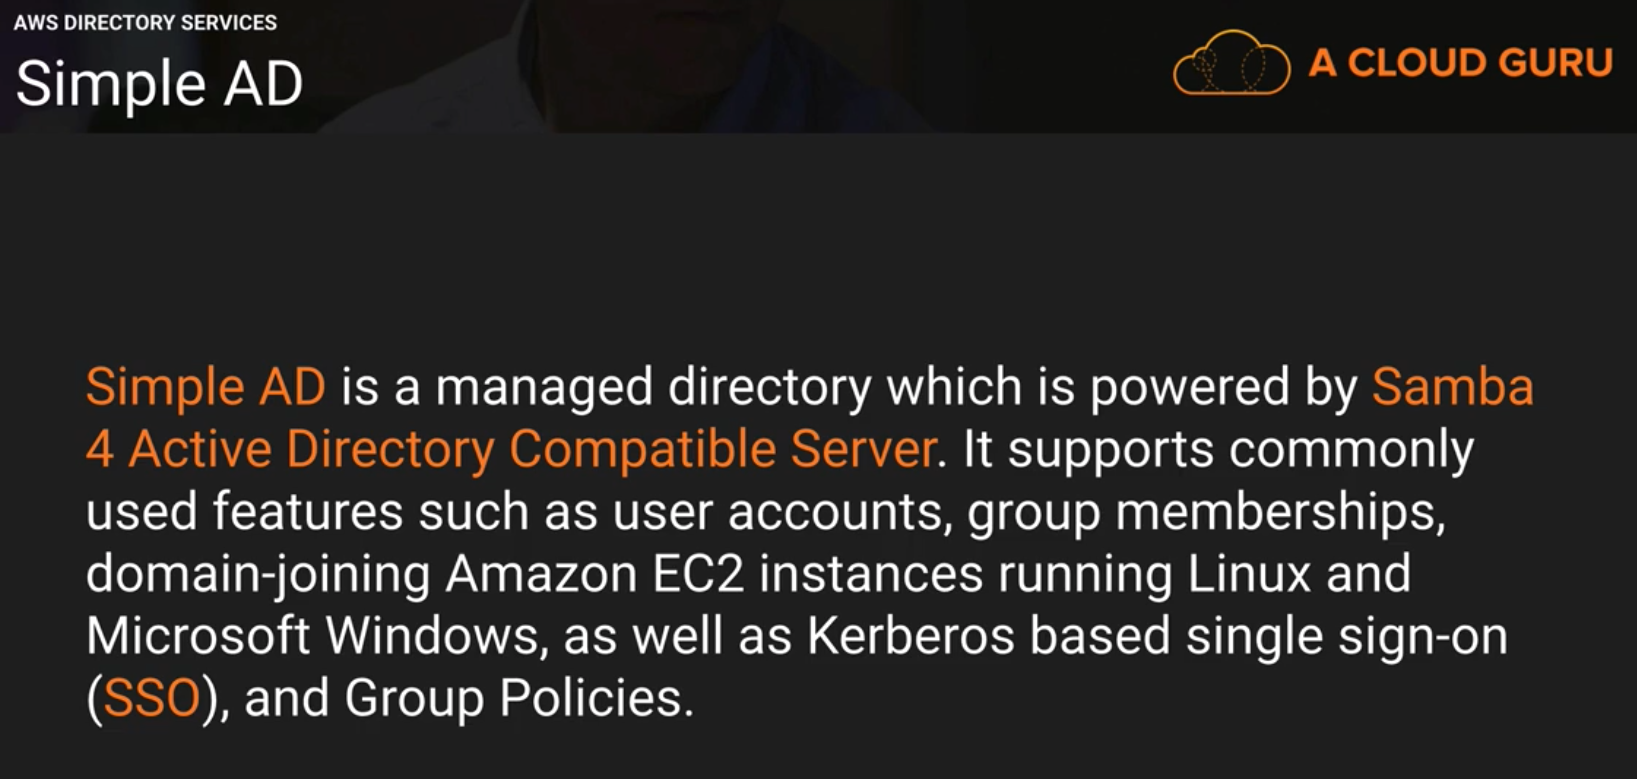 AWS DIRECTORY SERVICES
Simple AD
A CLOUD GURU
Simple AD is a managed directory which is powered by Samba
4 Active Directory Compatible Server. It supports commonly
used features such as user accounts, group memberships,
domain-joining Amazon EC2 instances running Linux and
Microsoft Windows, as well as Kerberos based single sign-on
(SSO), and Group Policies.